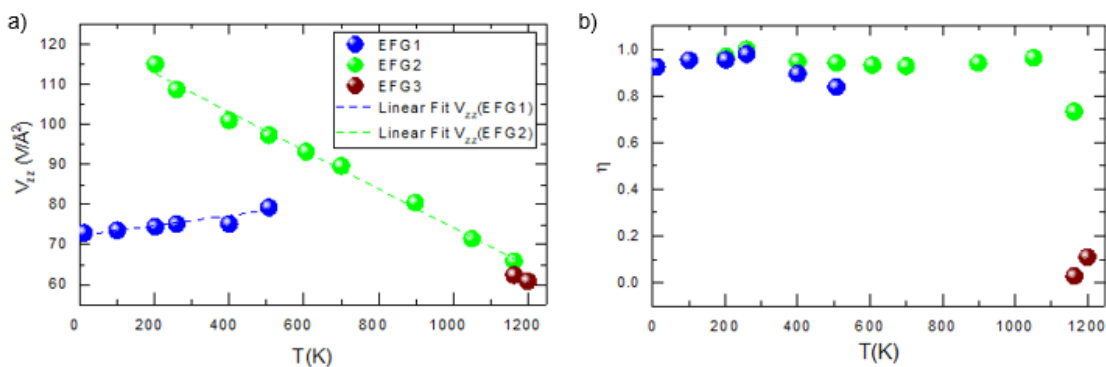 a)
120
110
100
90
80
70
60
V_zz (V/Å²)
0 200 400 600 800 1000 1200
T(K)
EFG1
EFG2
EFG3
Linear Fit V_zz(EFG1)
Linear Fit V_zz(EFG2)
b)
1.0
0.8
0.6
0.4
0.2
0.0
η
0 200 400 600 800 1000 1200
T(K)